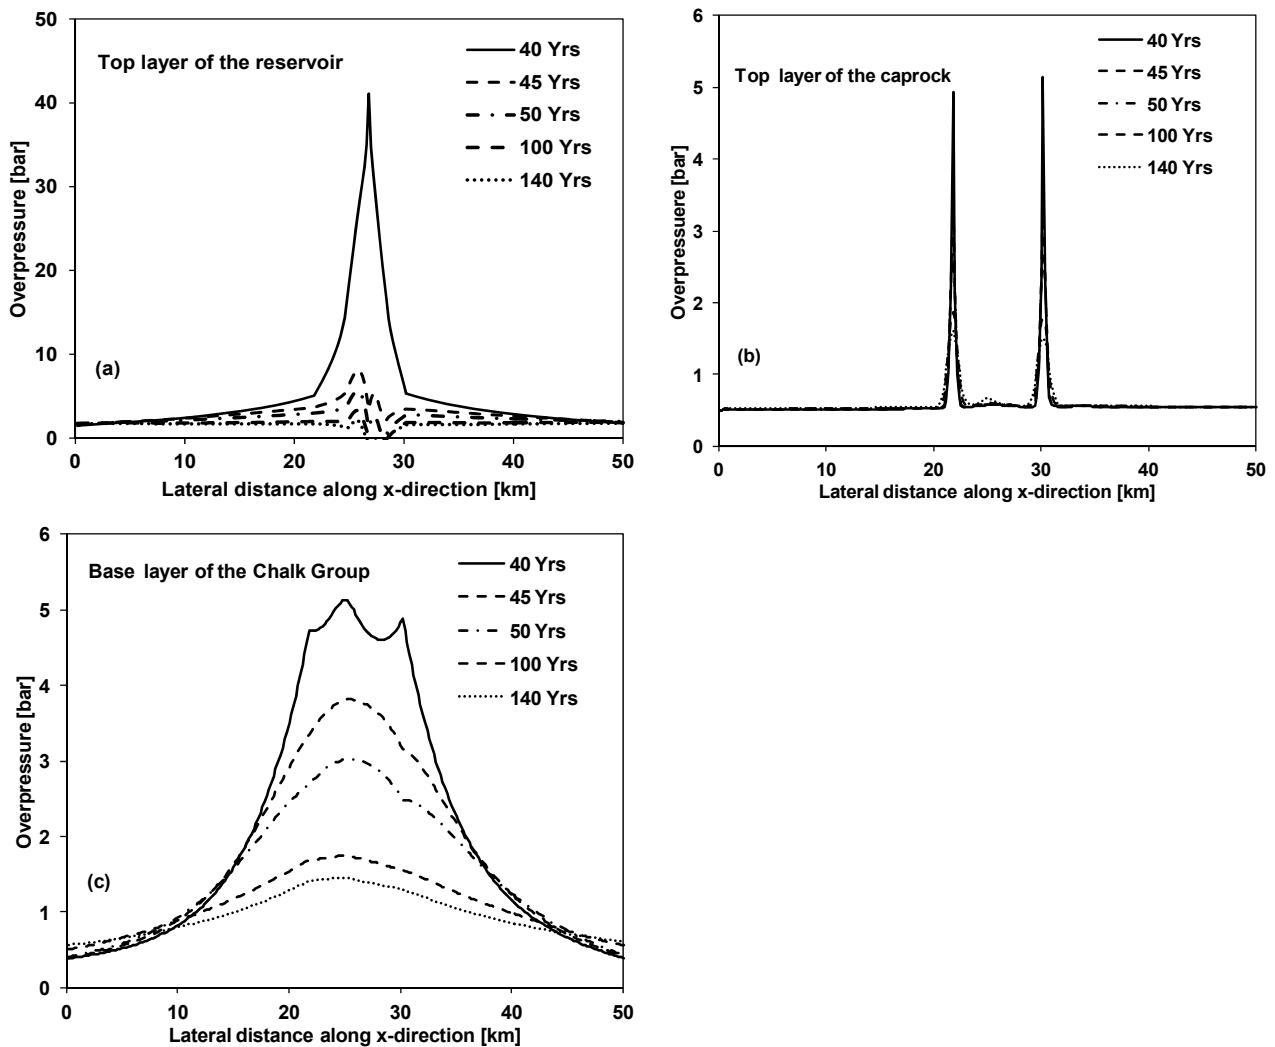 50
40
30
20
10
0
Overpressure [bar]
Top layer of the reservoir
40 Yrs
45 Yrs
50 Yrs
100 Yrs
140 Yrs
(a)
0 10 20 30 40 50
Lateral distance along x-direction [km]
6
5
4
3
2
1
0
Overpressuere [bar]
Top layer of the caprock
40 Yrs
45 Yrs
50 Yrs
100 Yrs
140 Yrs
(b)
0 10 20 30 40 50
Lateral distance along x-direction [km]
6
5
4
3
2
1
0
Overpressure [bar]
Base layer of the Chalk Group
40 Yrs
45 Yrs
50 Yrs
100 Yrs
140 Yrs
(c)
0 10 20 30 40 50
Lateral distance along x-direction [km]